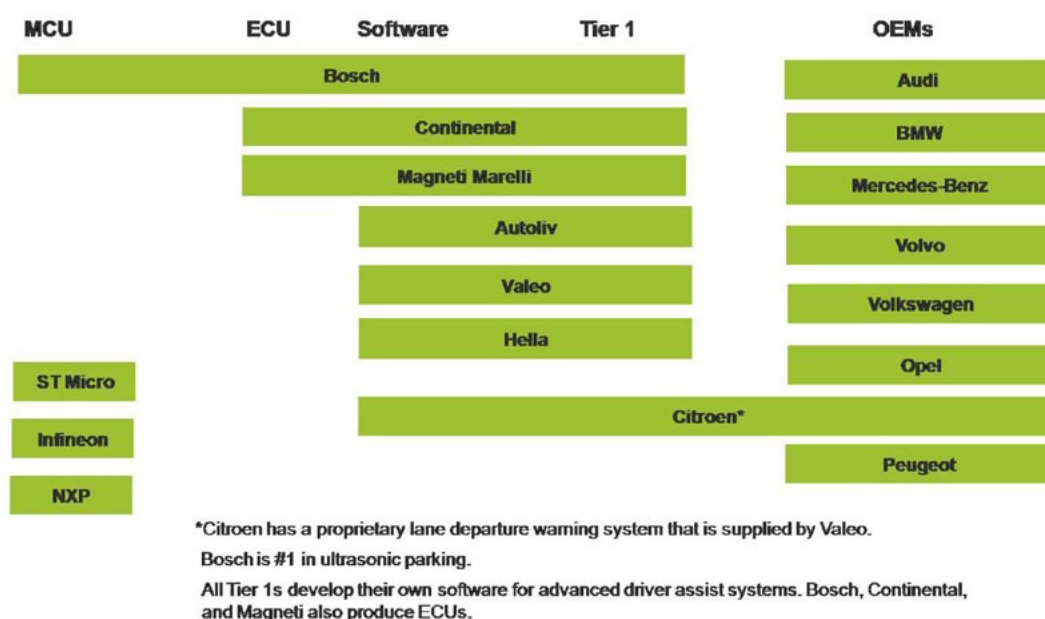 MCU ECU Software Tier 1 OEMs
Bosch
Audi
Continental
BMW
Magneti Marelli
Mercedes-Benz
Autoliv
Volvo
Valeo
Volkswagen
Hella
Opel
ST Micro
Citroen*
Infineon
Peugeot
NXP
*Citroen has a proprietary lane departure warning system that is supplied by Valeo.
Bosch is #1 in ultrasonic parking.
All Tier 1s develop their own software for advanced driver assist systems. Bosch, Continental,
and Magneti also produce ECUs.